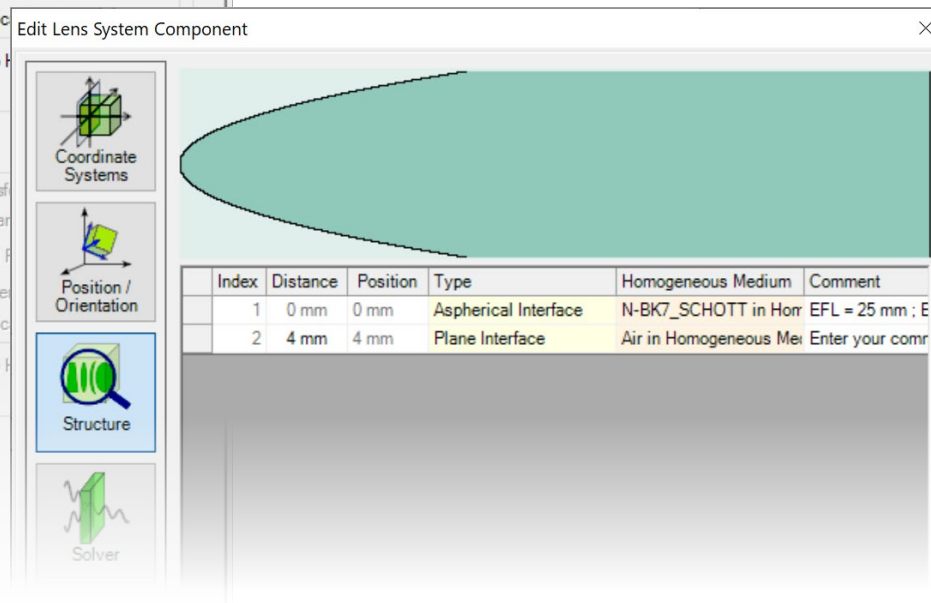 Edit Lens System Component
Coordinate
Systems
Position /
Orientation
Structure
Solver
Index Distance Position Type Homogeneous Medium Comment
1 0 mm 0 mm Aspherical Interface N-BK7_SCHOTT in Hom EFL = 25 mm ; E
2 4 mm 4 mm Plane Interface Air in Homogeneous Me Enter your com